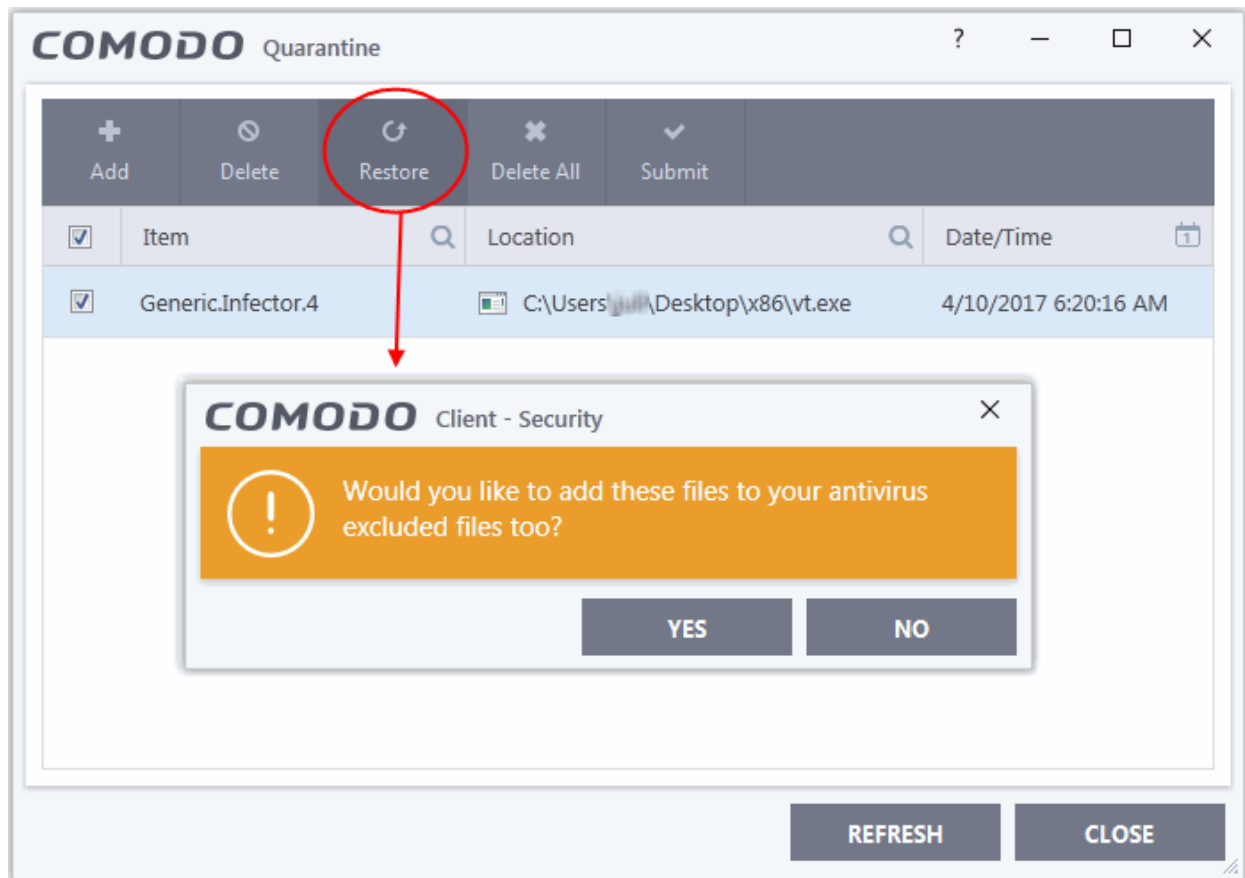 COMODO Quarantine ?
Add Delete Restore Delete All Submit
Item Location Date/Time 1
Generic.Infector.4 C:\Users\ \Desktop\x86\vt.exe 4/10/2017 6:20:16 AM
COMODO Client - Security
! Would you like to add these files to your antivirus
excluded files too?
YES NO
REFRESH CLOSE